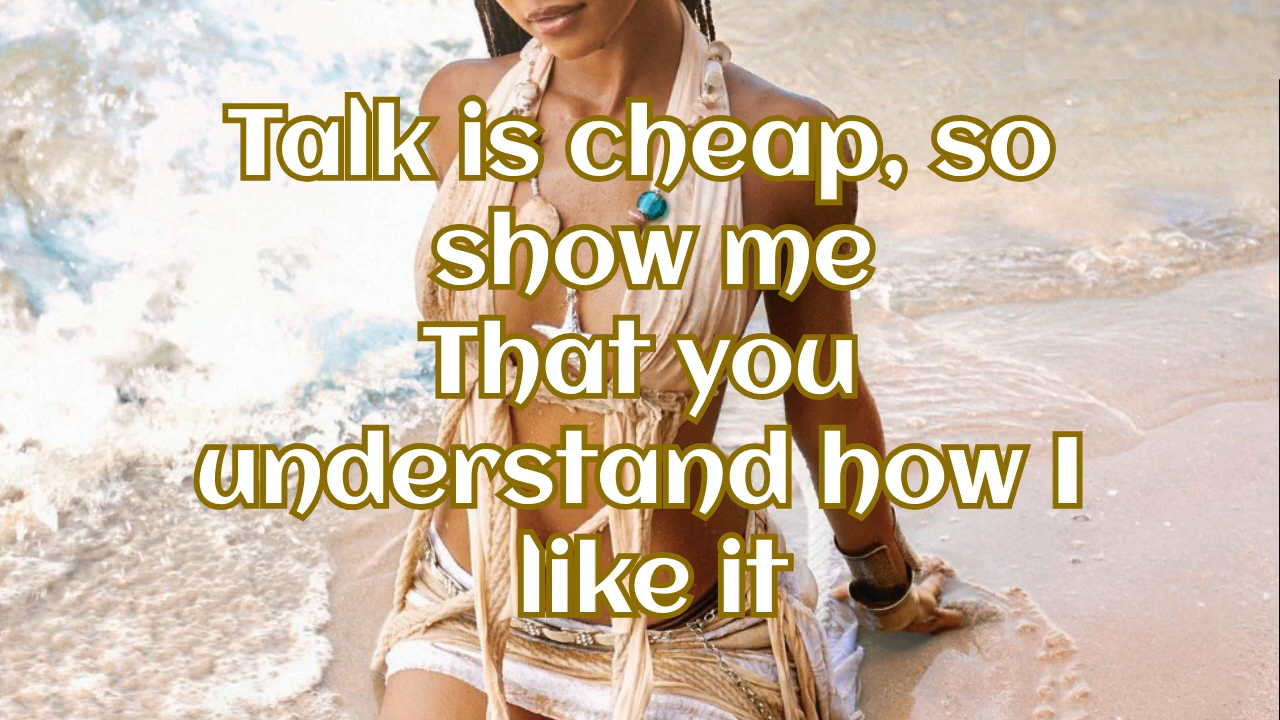 Talk is cheap, so
show me
That you
understand how I
like it